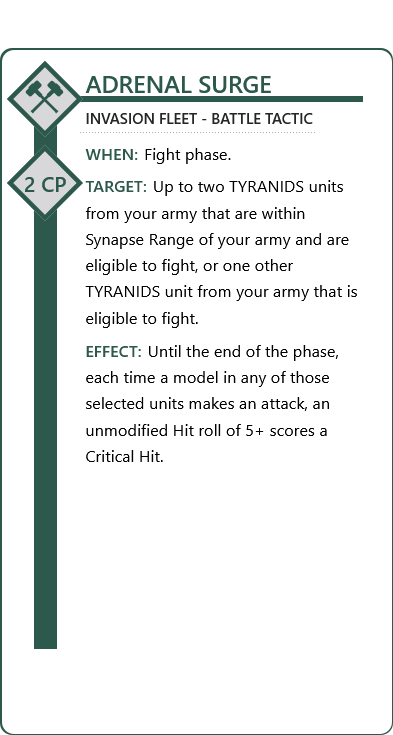 ADRENAL SURGE
INVASION FLEET - BATTLE TACTIC
WHEN: Fight phase.
2 CP
TARGET: Up to two TYRANIDS units
from your army that are within
Synapse Range of your army and are
eligible to fight, or one other
TYRANIDS unit from your army that is
eligible to fight.
EFFECT: Until the end of the phase,
each time a model in any of those
selected units makes an attack, an
unmodified Hit roll of 5+ scores a
Critical Hit.